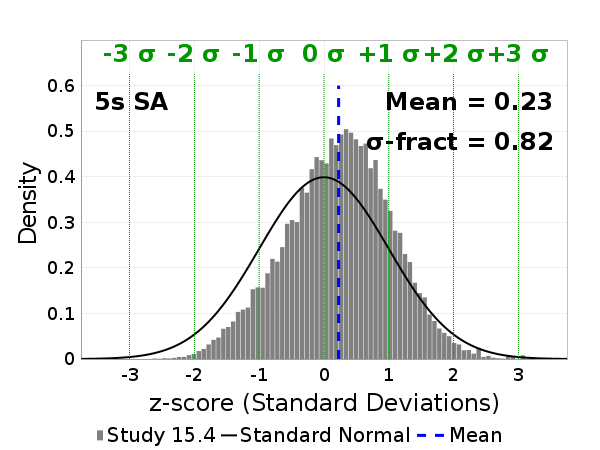 -3 σ -2 σ -1 σ 0 σ +1 σ +2 σ +3 σ
5s SA
Mean = 0.23
σ-fract = 0.82
0.6
0.5
0.4
0.3
0.2
0.1
0
Density
-3 -2 -1 0 1 2 3
z-score (Standard Deviations)
Study 15.4 Standard Normal Mean